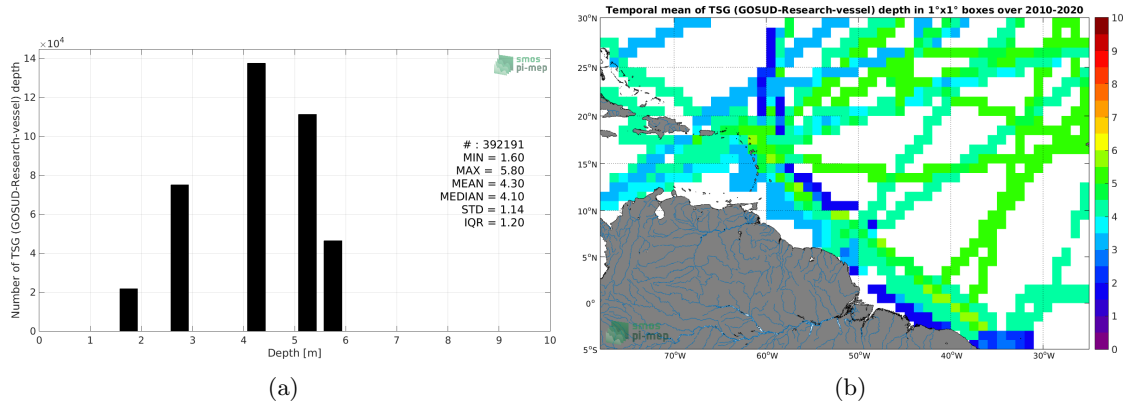 ×10⁴
14
12
10
8
6
4
2
0
Number of TSG (GOSUD-Research-vessel) depth
smos
pi-mep
# : 392191
MIN = 1.60
MAX = 5.80
MEAN = 4.30
MEDIAN = 4.10
STD = 1.14
IQR = 1.20
0 1 2 3 4 5 6 7 8 9 10
Depth [m]
(a)
Temporal mean of TSG (GOSUD-Research-vessel) depth in 1°x1° boxes over 2010-2020
30°N
25°N
20°N
15°N
10°N
5°N
0°
5°S
70°W 60°W 50°W 40°W 30°W
smos
pi-mep
10
9
8
7
6
5
4
3
2
1
0
(b)